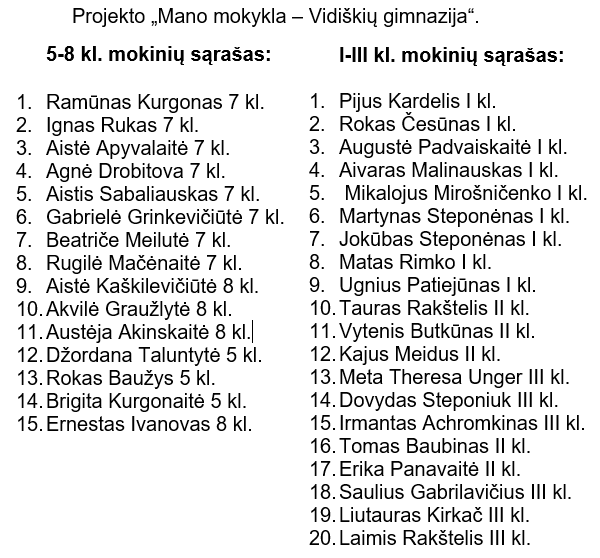 Projekto „Mano mokykla – Vidiškių gimnazija“.
5-8 kl. mokinių sąrašas:
1. Ramūnas Kurgonas 7 kl.
2. Ignas Rukas 7 kl.
3. Aistė Apyvalaitė 7 kl.
4. Agnė Drobitova 7 kl.
5. Aistis Sabaliauskas 7 kl.
6. Gabrielė Grinkevičiūtė 7 kl.
7. Beatriče Meilutė 7 kl.
8. Rugilė Mačėnaitė 7 kl.
9. Aistė Kaškilevičiūtė 8 kl.
10. Akvilė Graužlytė 8 kl.
11. Austėja Akinskaitė 8 kl.
12. Džordana Taluntytė 5 kl.
13. Rokas Baužys 5 kl.
14. Brigita Kurgonaitė 5 kl.
15. Ernestas Ivanovas 8 kl.
I-III kl. mokinių sąrašas:
1. Pijus Kardelis I kl.
2. Rokas Česūnas I kl.
3. Augustė Padvaiskaitė I kl.
4. Aivaras Malinauskas I kl.
5. Mikalojus Mirošničenko I kl.
6. Martynas Steponėnas I kl.
7. Jokūbas Steponėnas I kl.
8. Matas Rimko I kl.
9. Ugnius Patiejūnas I kl.
10. Tauras Rakštelis II kl.
11. Vytenis Butkūnas II kl.
12. Kajus Meidus II kl.
13. Meta Theresa Unger III kl.
14. Dovydas Steponiuk III kl.
15. Irmantas Achromkinas III kl.
16. Tomas Baubinas II kl.
17. Erika Panavaitė II kl.
18. Saulius Gabrilavičius III kl.
19. Liutauras Kirkač III kl.
20. Laimis Rakštelis III kl.